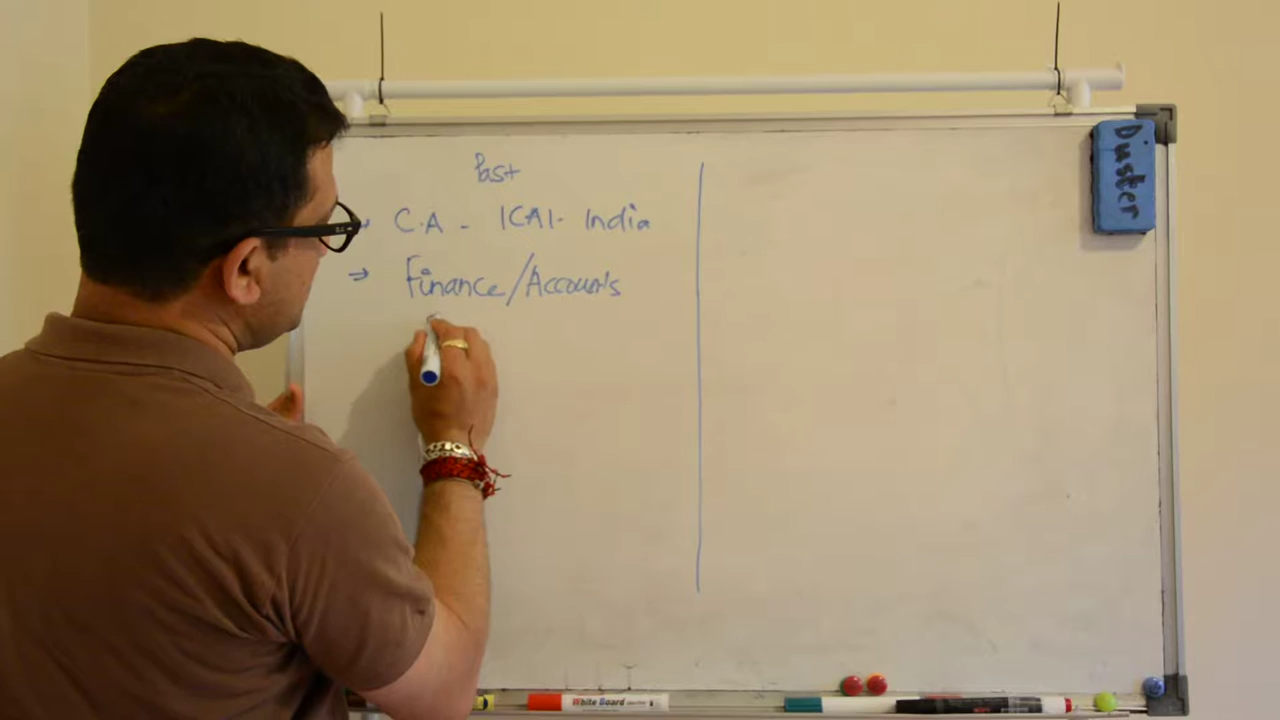 Past
→ C.A - ICAI - India
→ Finance/Accounts
Duster
White Board